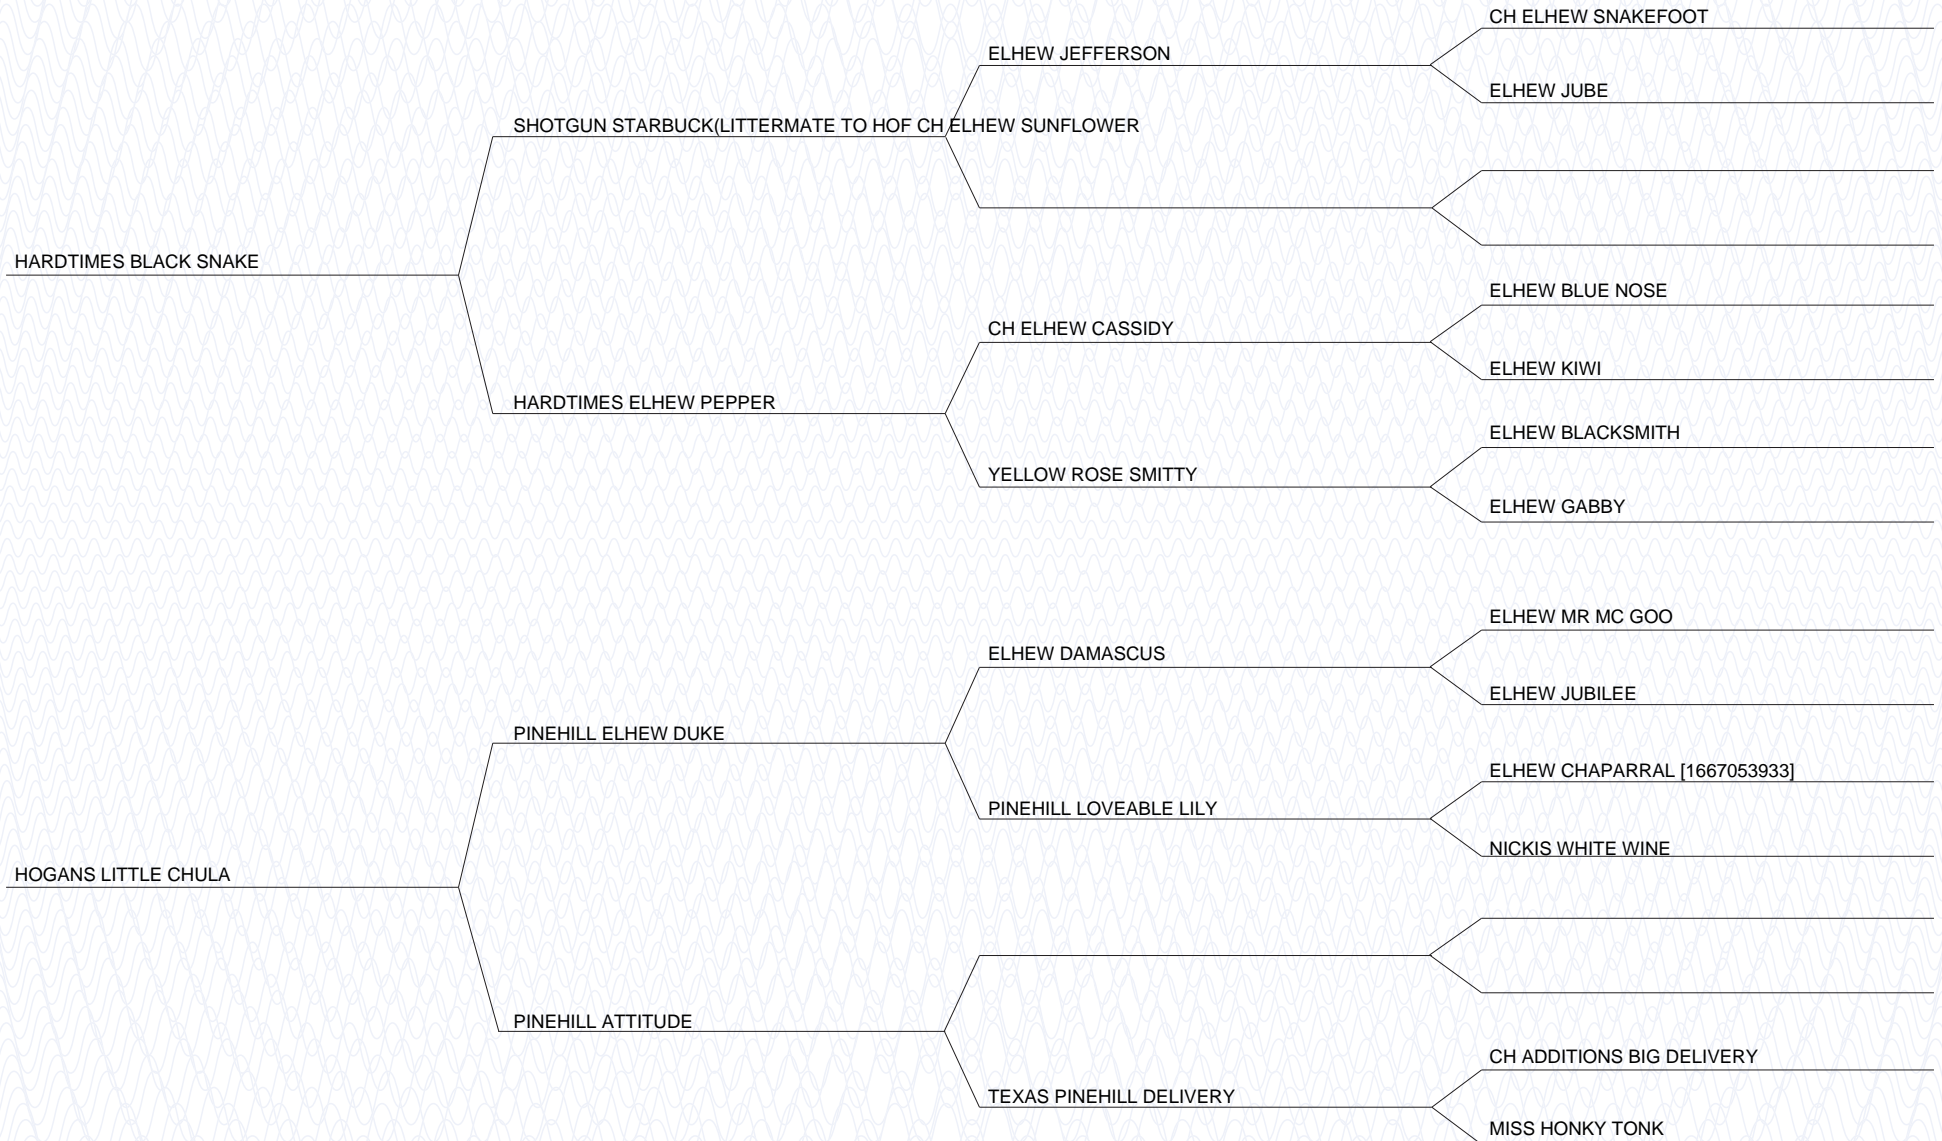 CH ELHEW SNAKEFOOT
ELHEW JEFFERSON
ELHEW JUBE
SHOTGUN STARBUCK(LITTERMATE TO HOF CH ELHEW SUNFLOWER
HARDTIMES BLACK SNAKE
ELHEW BLUE NOSE
CH ELHEW CASSIDY
ELHEW KIWI
HARDTIMES ELHEW PEPPER
ELHEW BLACKSMITH
YELLOW ROSE SMITTY
ELHEW GABBY
ELHEW MR MC GOO
ELHEW DAMASCUS
ELHEW JUBILEE
PINEHILL ELHEW DUKE
ELHEW CHAPARRAL [1667053933]
PINEHILL LOVEABLE LILY
NICKIS WHITE WINE
HOGANS LITTLE CHULA
PINEHILL ATTITUDE
CH ADDITIONS BIG DELIVERY
TEXAS PINEHILL DELIVERY
MISS HONKY TONK